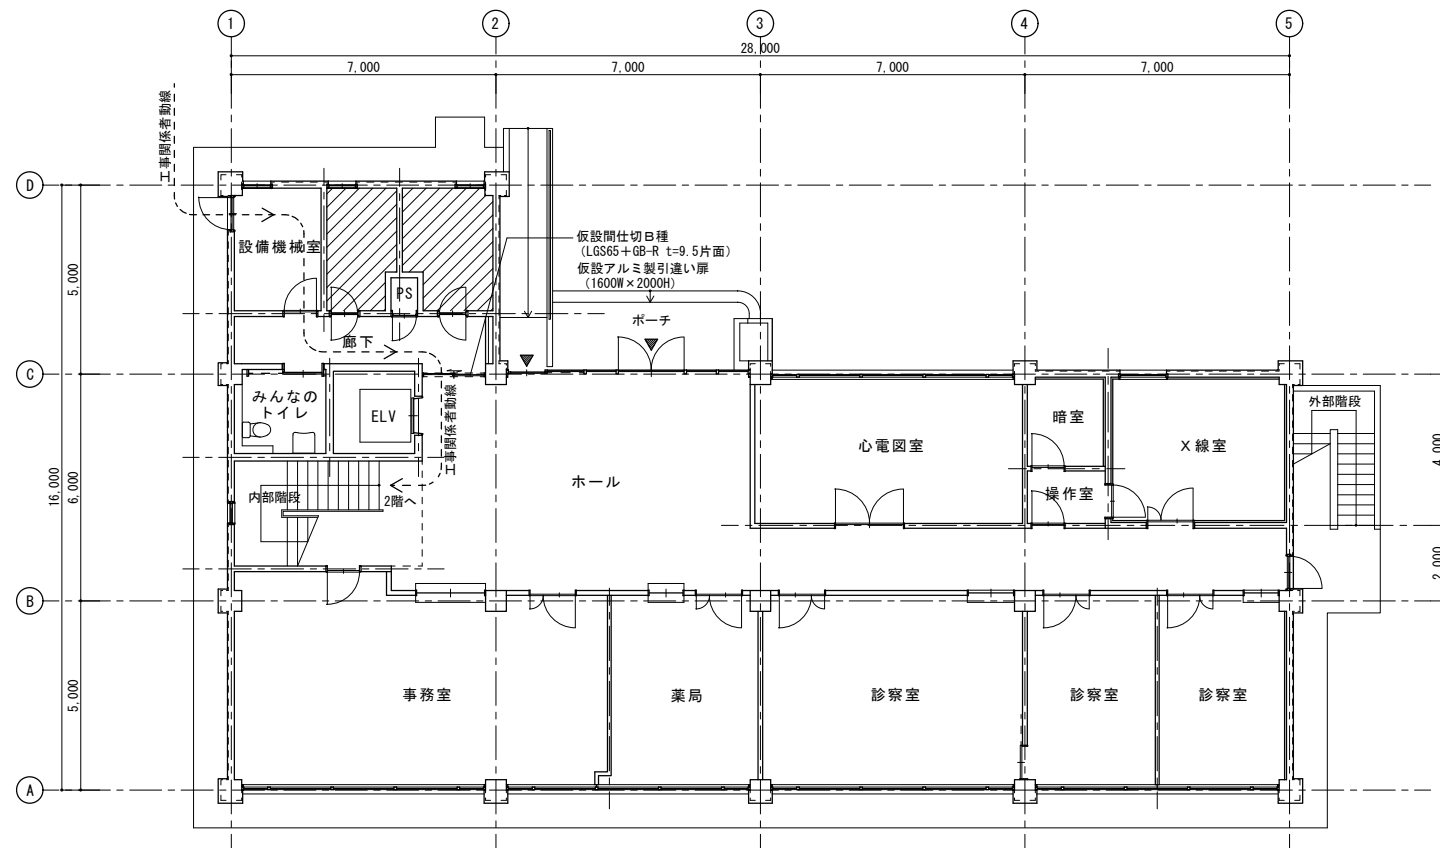 1 2 3 4 5
28,000
7,000 7,000 7,000 7,000
工事関係者動線
D
設備機械室
仮設間仕切B種
(LGS65+GB-R t=9.5片面)
仮設アルミ製引違い扉
(1600W×2000H)
5,000
PS
ポーチ
廊下
C
みんなの
トイレ
ELV
工事関係者動線
心電図室
暗室
X線室
外部階段
4,000
16,000
6,000
内部階段
2階へ
ホール
操作室
2,000
B
5,000
事務室
薬局
診察室
診察室
診察室
A